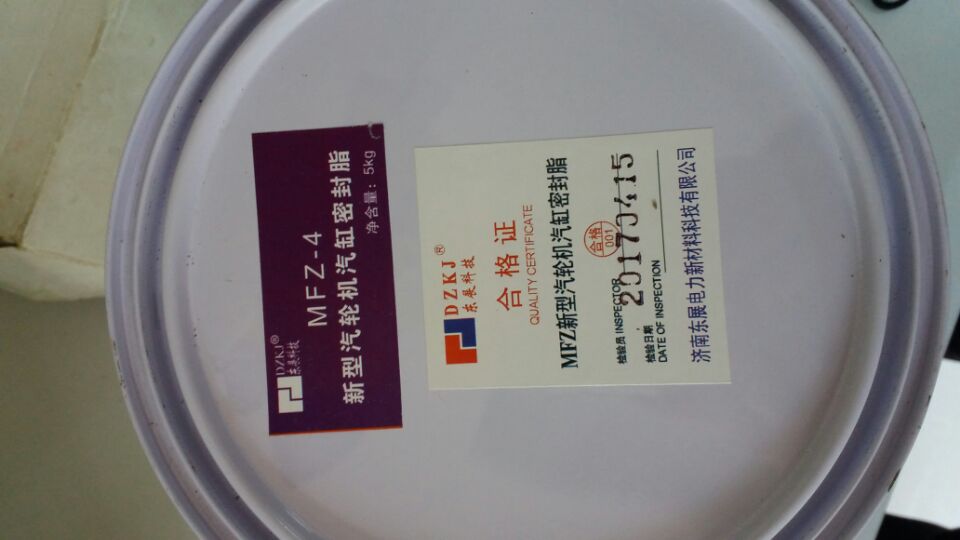 DZKJ®
东展科技
MFZ-4
新型汽轮机汽缸密封脂
净含量：5kg
DZKJ®
东展科技
合格证
QUALITY CERTIFICATE
MFZ新型汽轮机汽缸密封脂
检验员 INSPECTOR
合格
001
检验日期
DATE OF INSPECTION
20170415
济南东展电力新材料科技有限公司